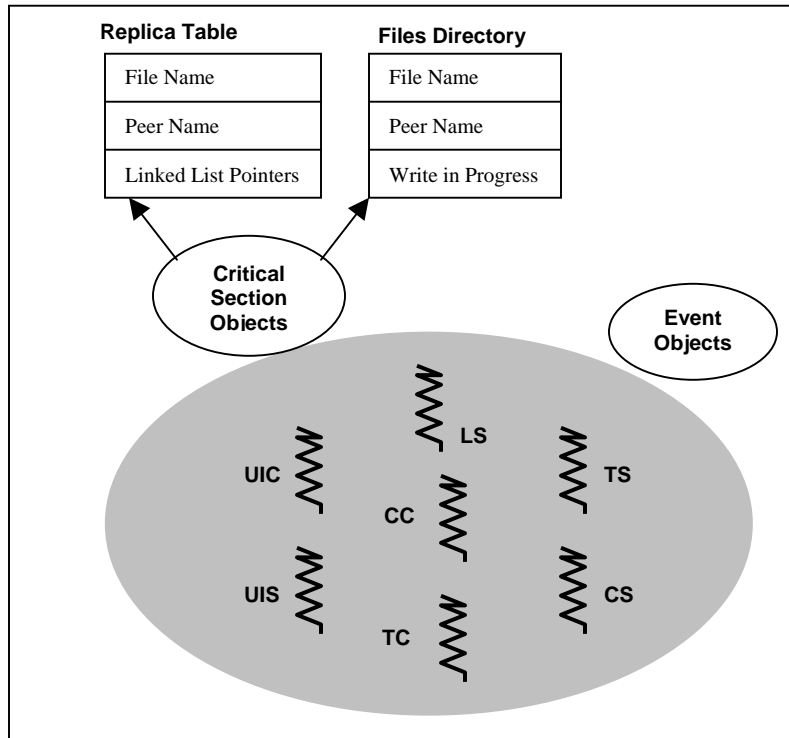 Replica Table
File Name
Peer Name
Linked List Pointers
Files Directory
File Name
Peer Name
Write in Progress
Critical
Section
Objects
Event
Objects
LS
UIC
TS
CC
UIS
CS
TC